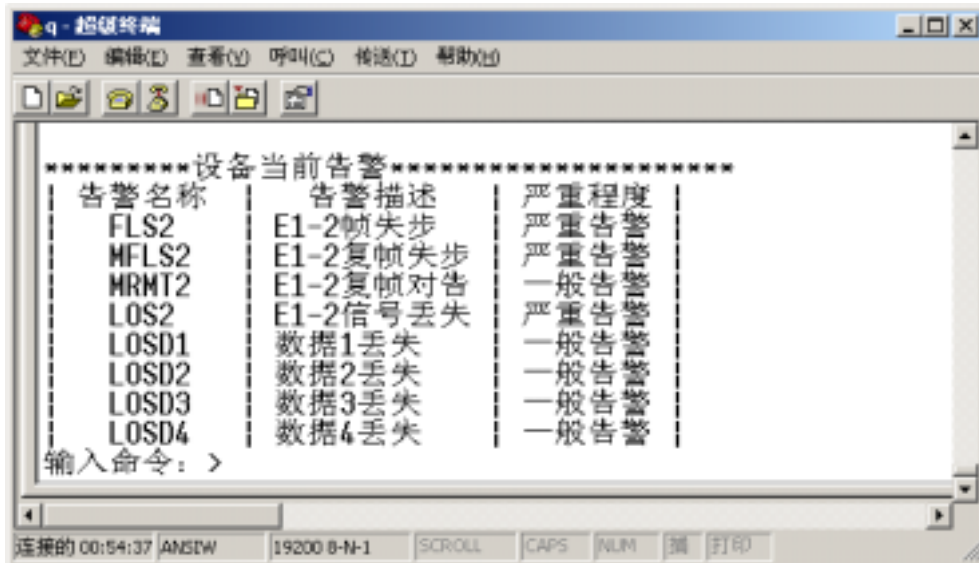 q - 超级终端
文件(F) 编辑(E) 查看(V) 呼叫(C) 传送(T) 帮助(H)
*********设备当前告警*********************
| 告警名称 | 告警描述 | 严重程度 |
| FLS2 | E1-2帧失步 | 严重告警 |
| MFLS2 | E1-2复帧失步 | 严重告警 |
| MRMT2 | E1-2复帧对告 | 一般告警 |
| LOS2 | E1-2信号丢失 | 严重告警 |
| LOSD1 | 数据1丢失 | 一般告警 |
| LOSD2 | 数据2丢失 | 一般告警 |
| LOSD3 | 数据3丢失 | 一般告警 |
| LOSD4 | 数据4丢失 | 一般告警 |
输入命令: >
连接的 00:54:37 ANSIW 19200 8-N-1 SCROLL CAPS NUM 捕 打印